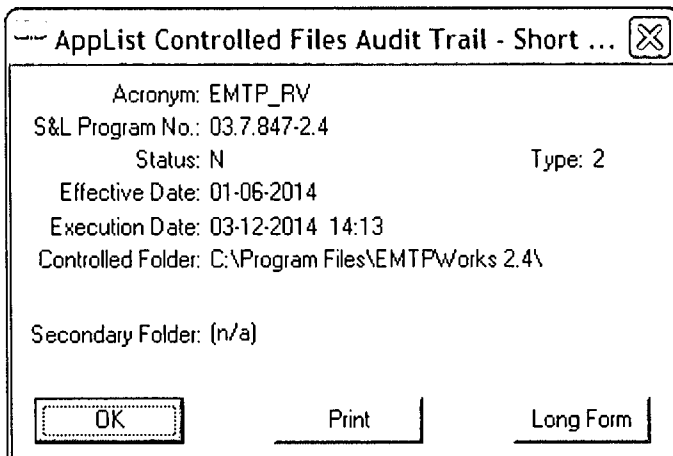 AppList Controlled Files Audit Trail - Short ...
Acronym: EMTP_RV
S&L Program No.: 03.7.847-2.4
Status: N Type: 2
Effective Date: 01-06-2014
Execution Date: 03-12-2014 14:13
Controlled Folder: C:\Program Files\EMTPWorks 2.4\
Secondary Folder: (n/a)
OK Print Long Form